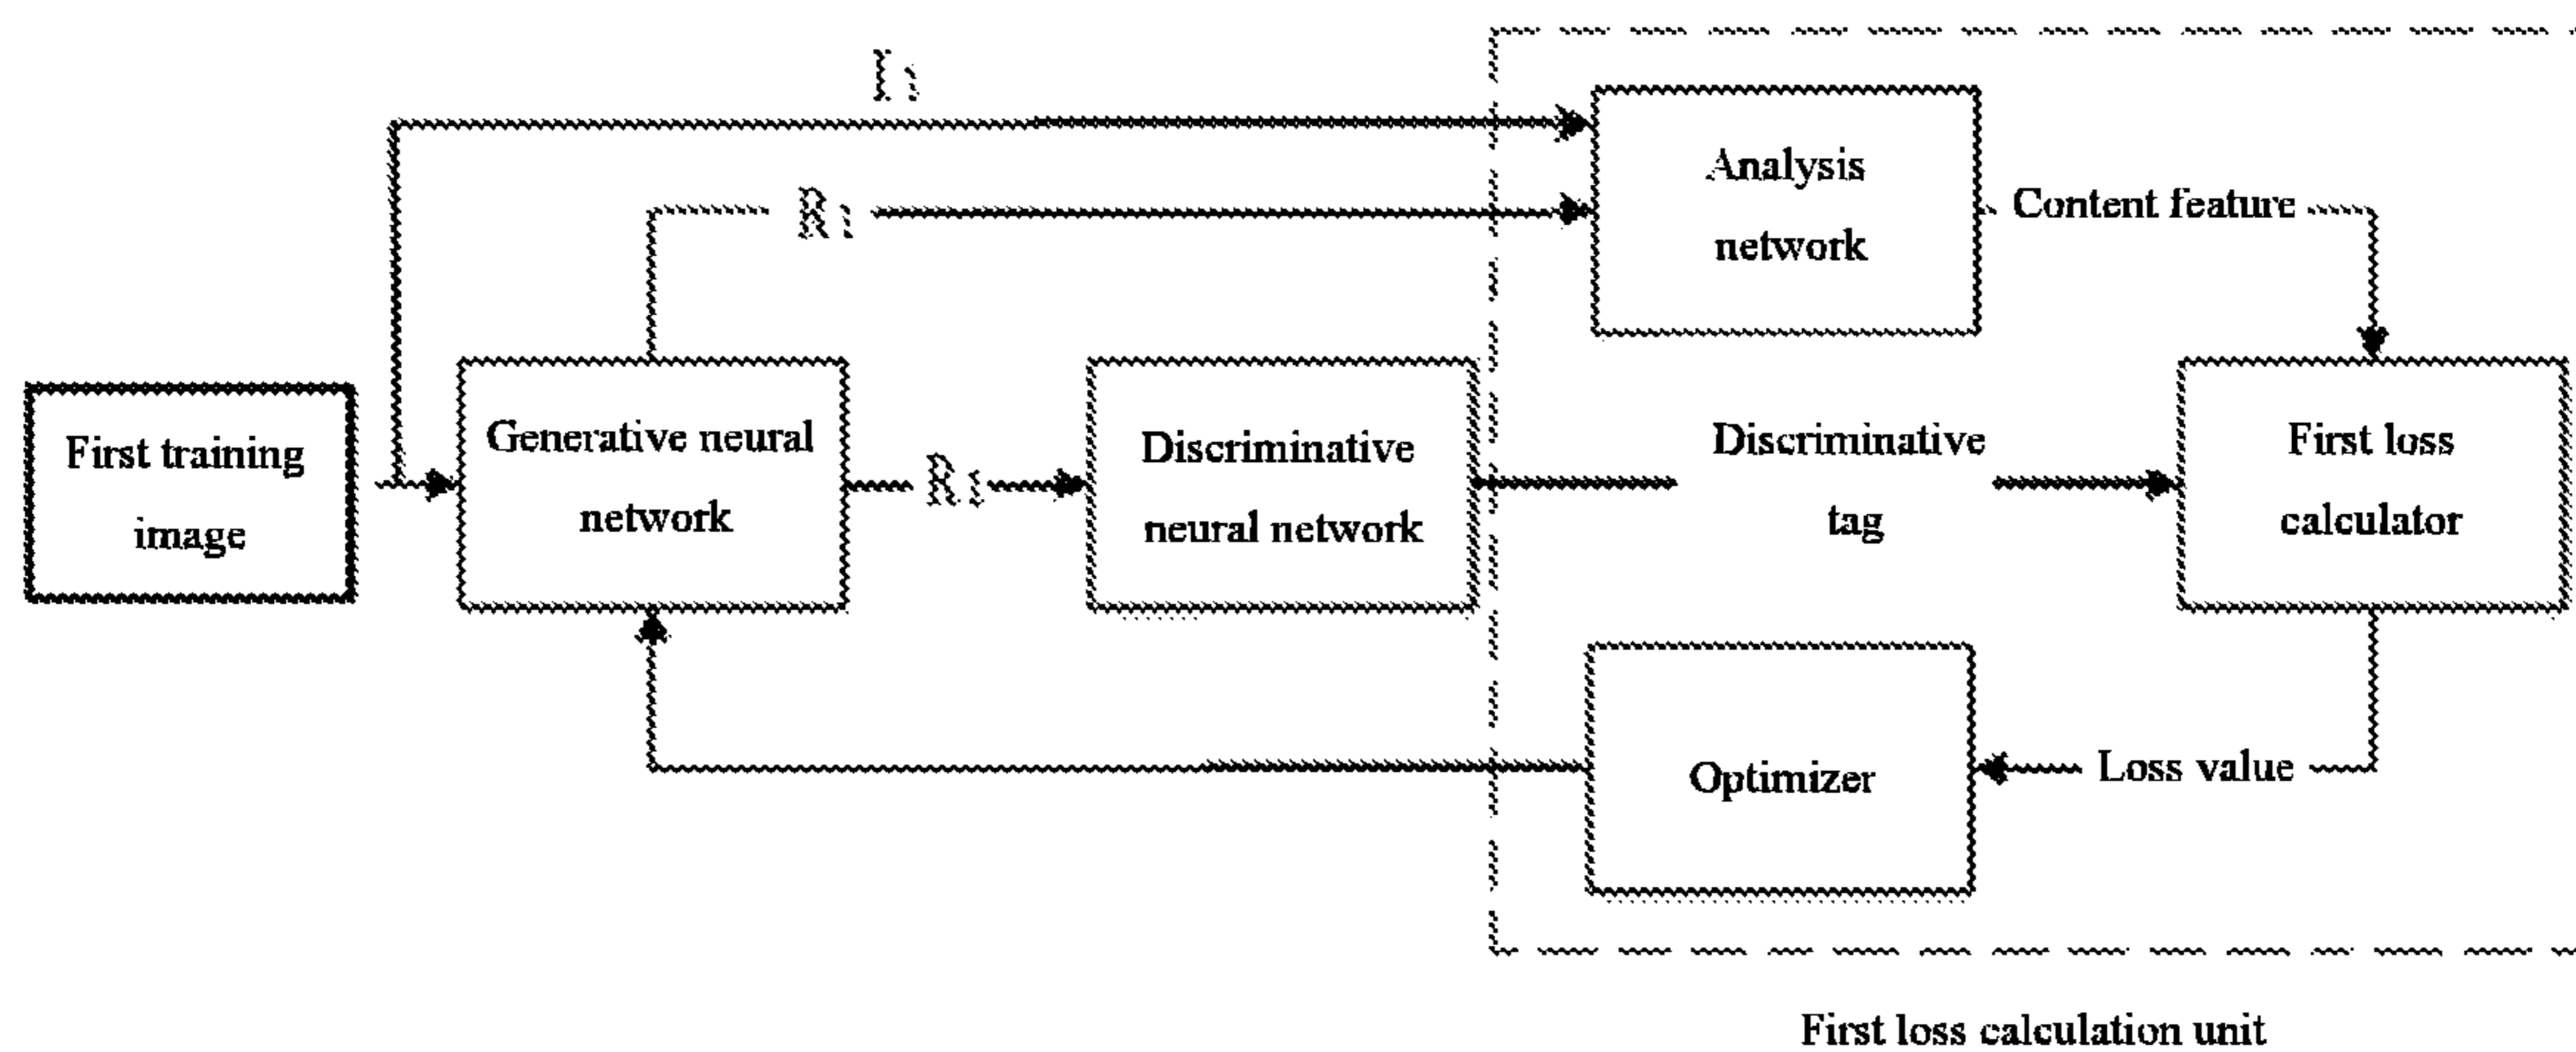 I1
R1
Analysis
network
Content feature
First training
image
Generative neural
network
R1
Discriminative
neural network
Discriminative
tag
First loss
calculator
Optimizer
Loss value
First loss calculation unit